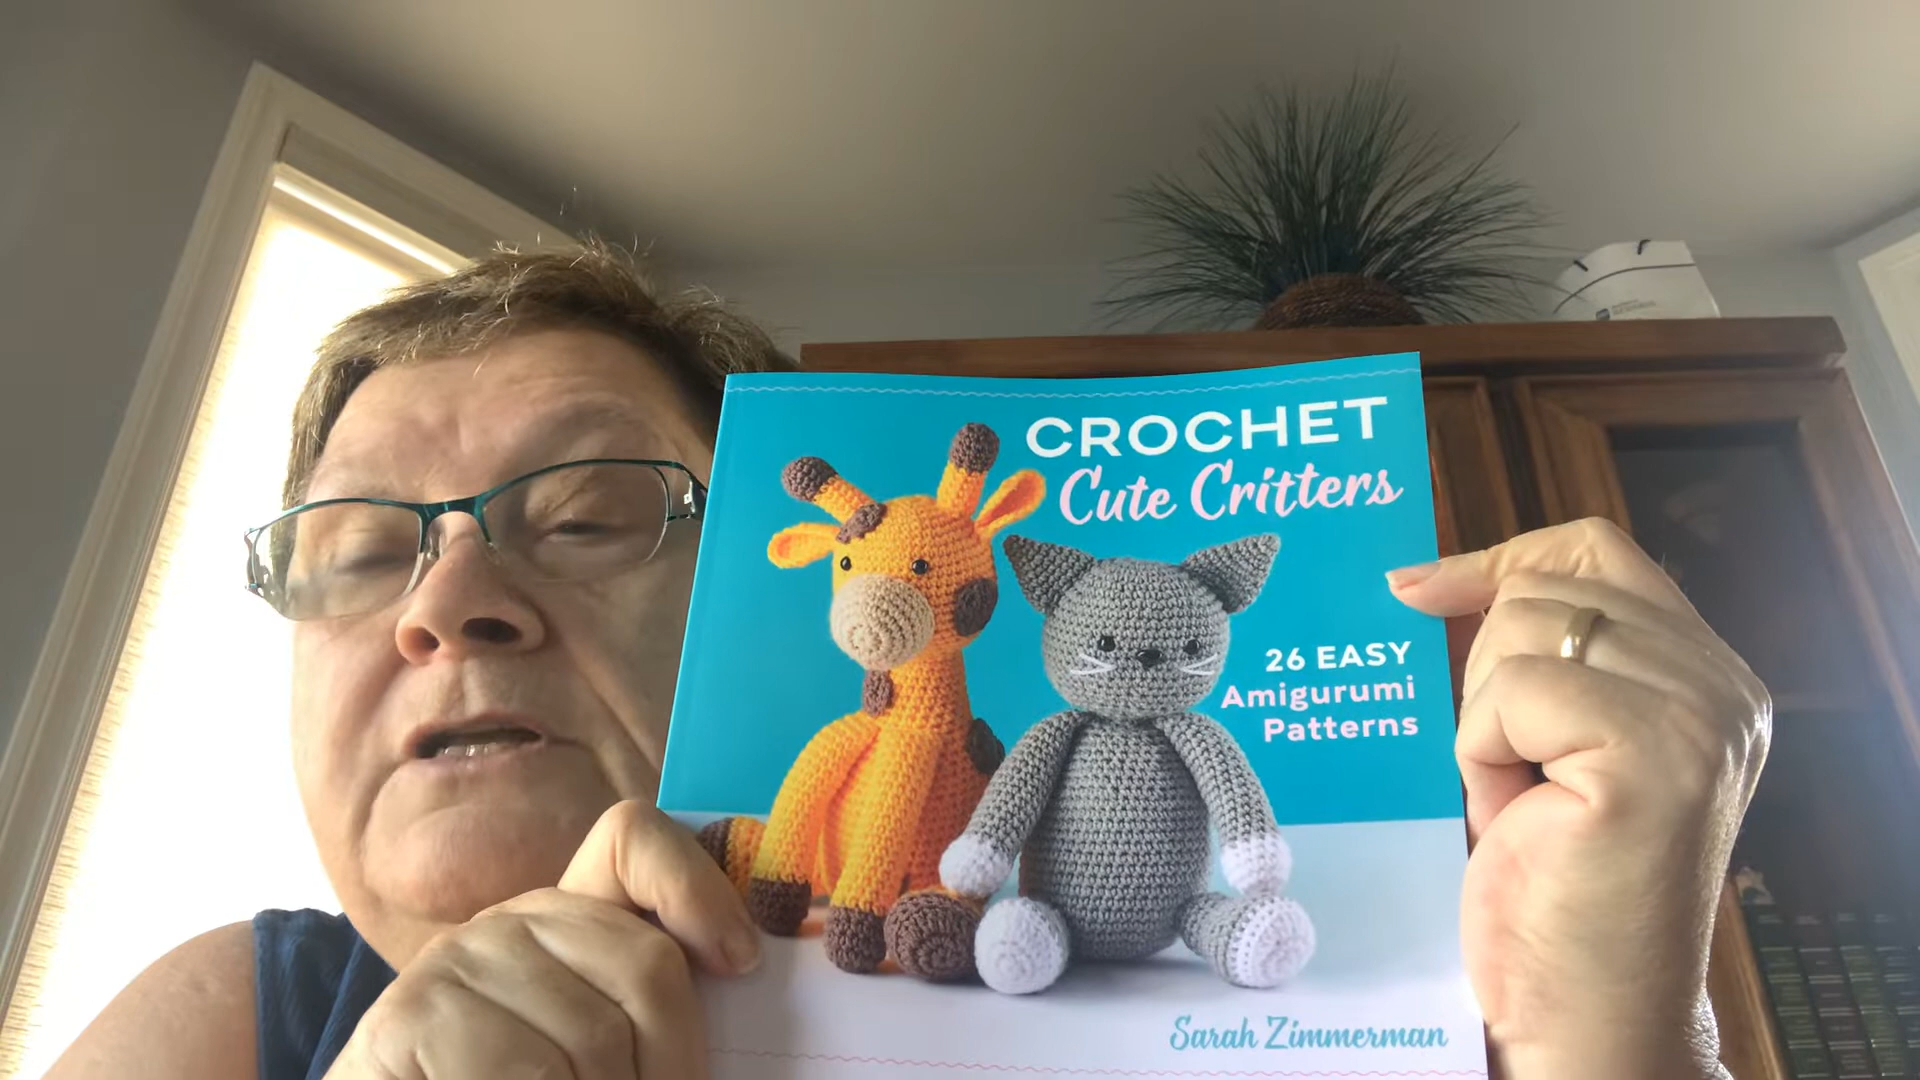 CROCHET
Cute Critters
26 EASY
Amigurumi
Patterns
Sarah Zimmerman